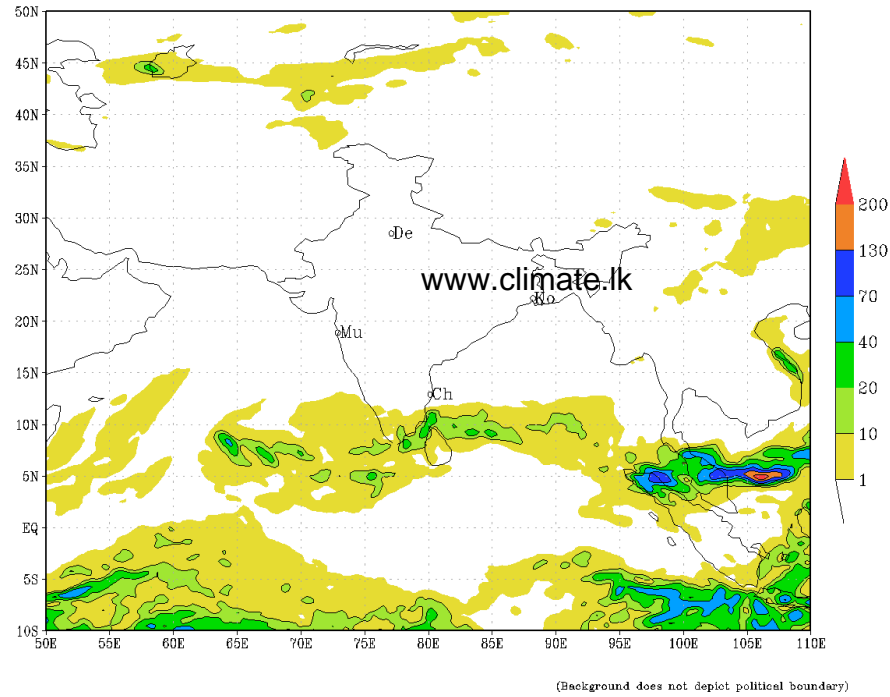 50N
45N
40N
35N
30N
25N
20N
15N
10N
5N
EQ
5S
10S
50E 55E 60E 65E 70E 75E 80E 85E 90E 95E 100E 105E 110E
De
www.climate.lk
Ko
Mu
Ch
200
130
70
40
20
10
1
(Background does not depict political boundary)